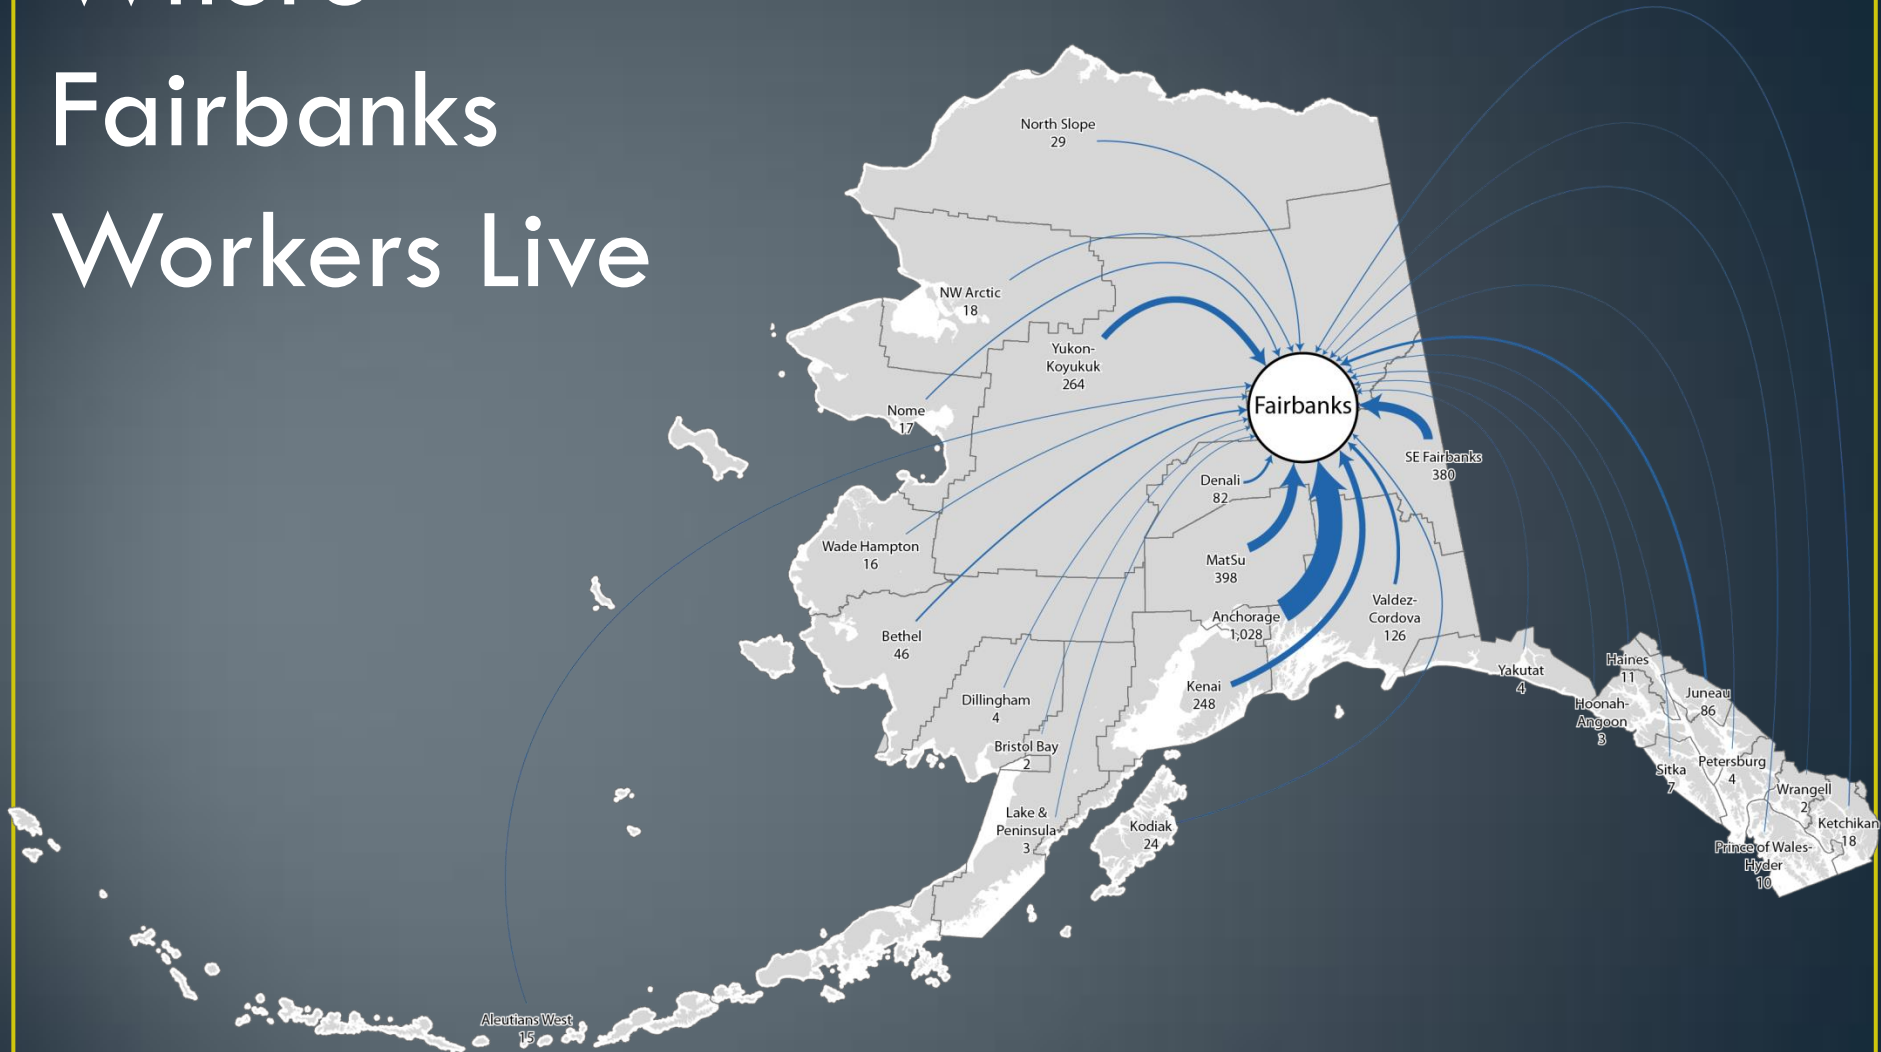 Where
Fairbanks
Workers Live
North Slope
29
NW Arctic
18
Yukon-
Koyukuk
264
Nome
17
Fairbanks
SE Fairbanks
380
Denali
82
Wade Hampton
16
MatSu
398
Bethel
46
Anchorage
1,028
Valdez-
Cordova
126
Dillingham
4
Kenai
248
Bristol Bay
2
Lake &
Peninsula
3
Kodiak
24
Yakutat
4
Haines
11
Hoonah-
Angoon
3
Juneau
86
Sitka
7
Petersburg
4
Wrangell
2
Ketchikan
18
Prince of Wales-
Hyder
10
Aleutians West
15